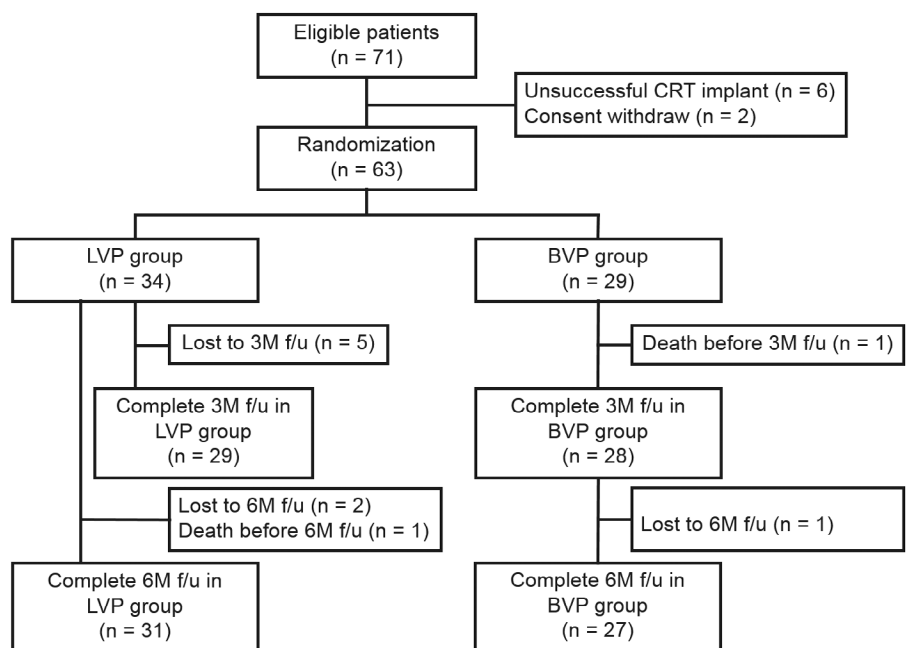 Eligible patients
(n = 71)
Unsuccessful CRT implant (n = 6)
Consent withdraw (n = 2)
Randomization
(n = 63)
LVP group
(n = 34)
BVP group
(n = 29)
Lost to 3M f/u (n = 5)
Death before 3M f/u (n = 1)
Complete 3M f/u in
LVP group
(n = 29)
Complete 3M f/u in
BVP group
(n = 28)
Lost to 6M f/u (n = 2)
Death before 6M f/u (n = 1)
Lost to 6M f/u (n = 1)
Complete 6M f/u in
LVP group
(n = 31)
Complete 6M f/u in
BVP group
(n = 27)